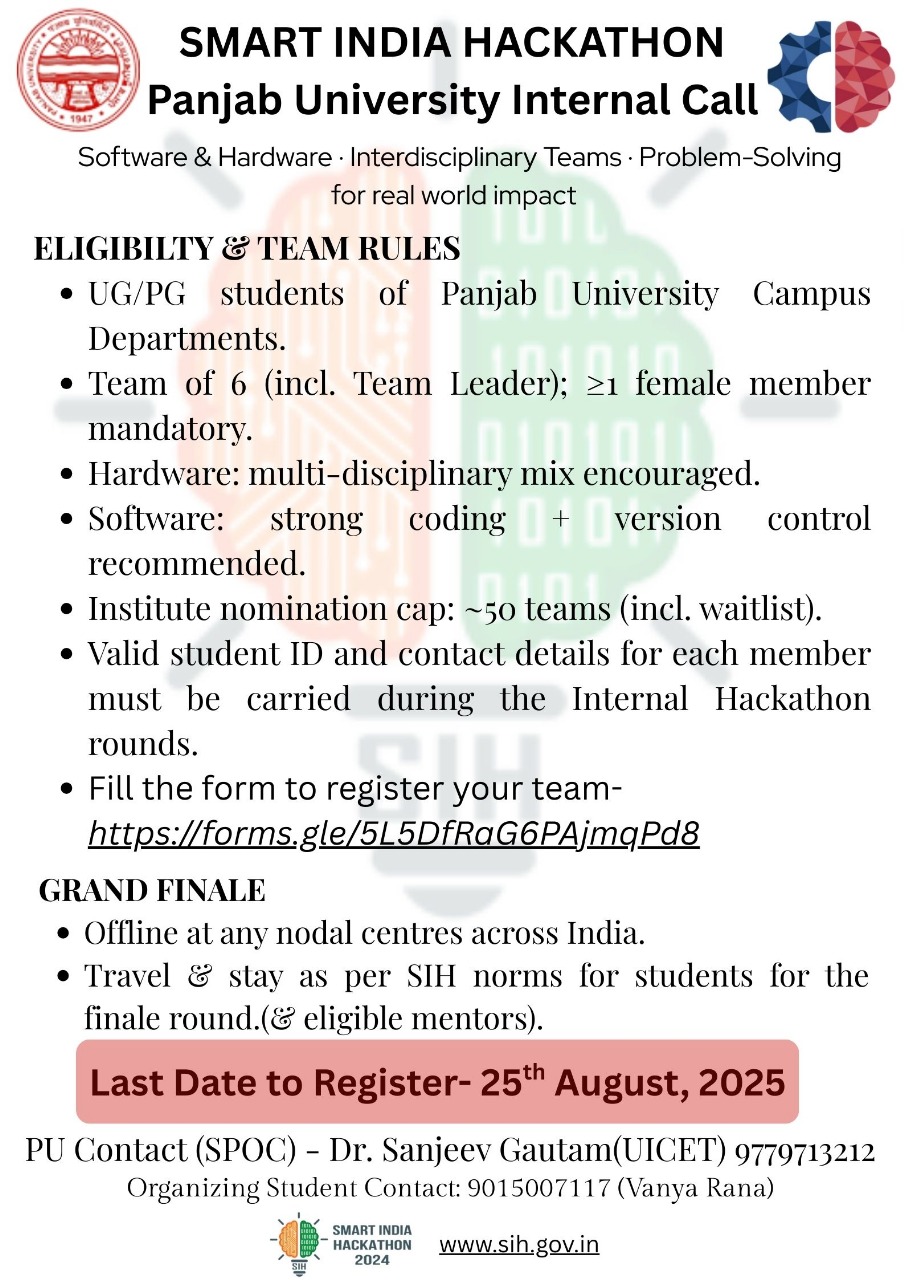 SMART INDIA HACKATHON
Panjab University Internal Call
1947
Software & Hardware · Interdisciplinary Teams · Problem-Solving
for real world impact
ELIGIBILTY & TEAM RULES
• UG/PG students of Panjab University Campus
Departments.
• Team of 6 (incl. Team Leader); ≥1 female member
mandatory.
• Hardware: multi-disciplinary mix encouraged.
• Software: strong coding + version control
recommended.
• Institute nomination cap: ~50 teams (incl. waitlist).
• Valid student ID and contact details for each member
must be carried during the Internal Hackathon
rounds.
• Fill the form to register your team-
https://forms.gle/5L5DfRaG6PAjmqPd8
SIH
GRAND FINALE
• Offline at any nodal centres across India.
• Travel & stay as per SIH norms for students for the
finale round.(& eligible mentors).
Last Date to Register- 25th August, 2025
PU Contact (SPOC) - Dr. Sanjeev Gautam(UICET) 9779713212
Organizing Student Contact: 9015007117 (Vanya Rana)
SIH
SMART INDIA
HACKATHON
2024
www.sih.gov.in